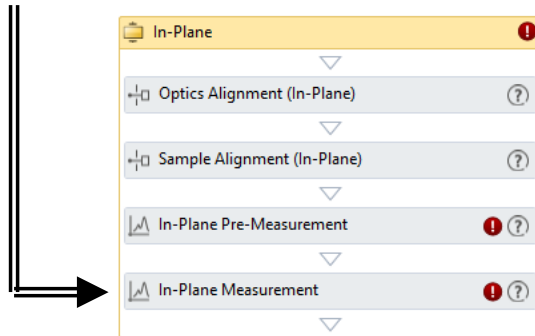 In-Plane
Optics Alignment (In-Plane)
Sample Alignment (In-Plane)
In-Plane Pre-Measurement
In-Plane Measurement